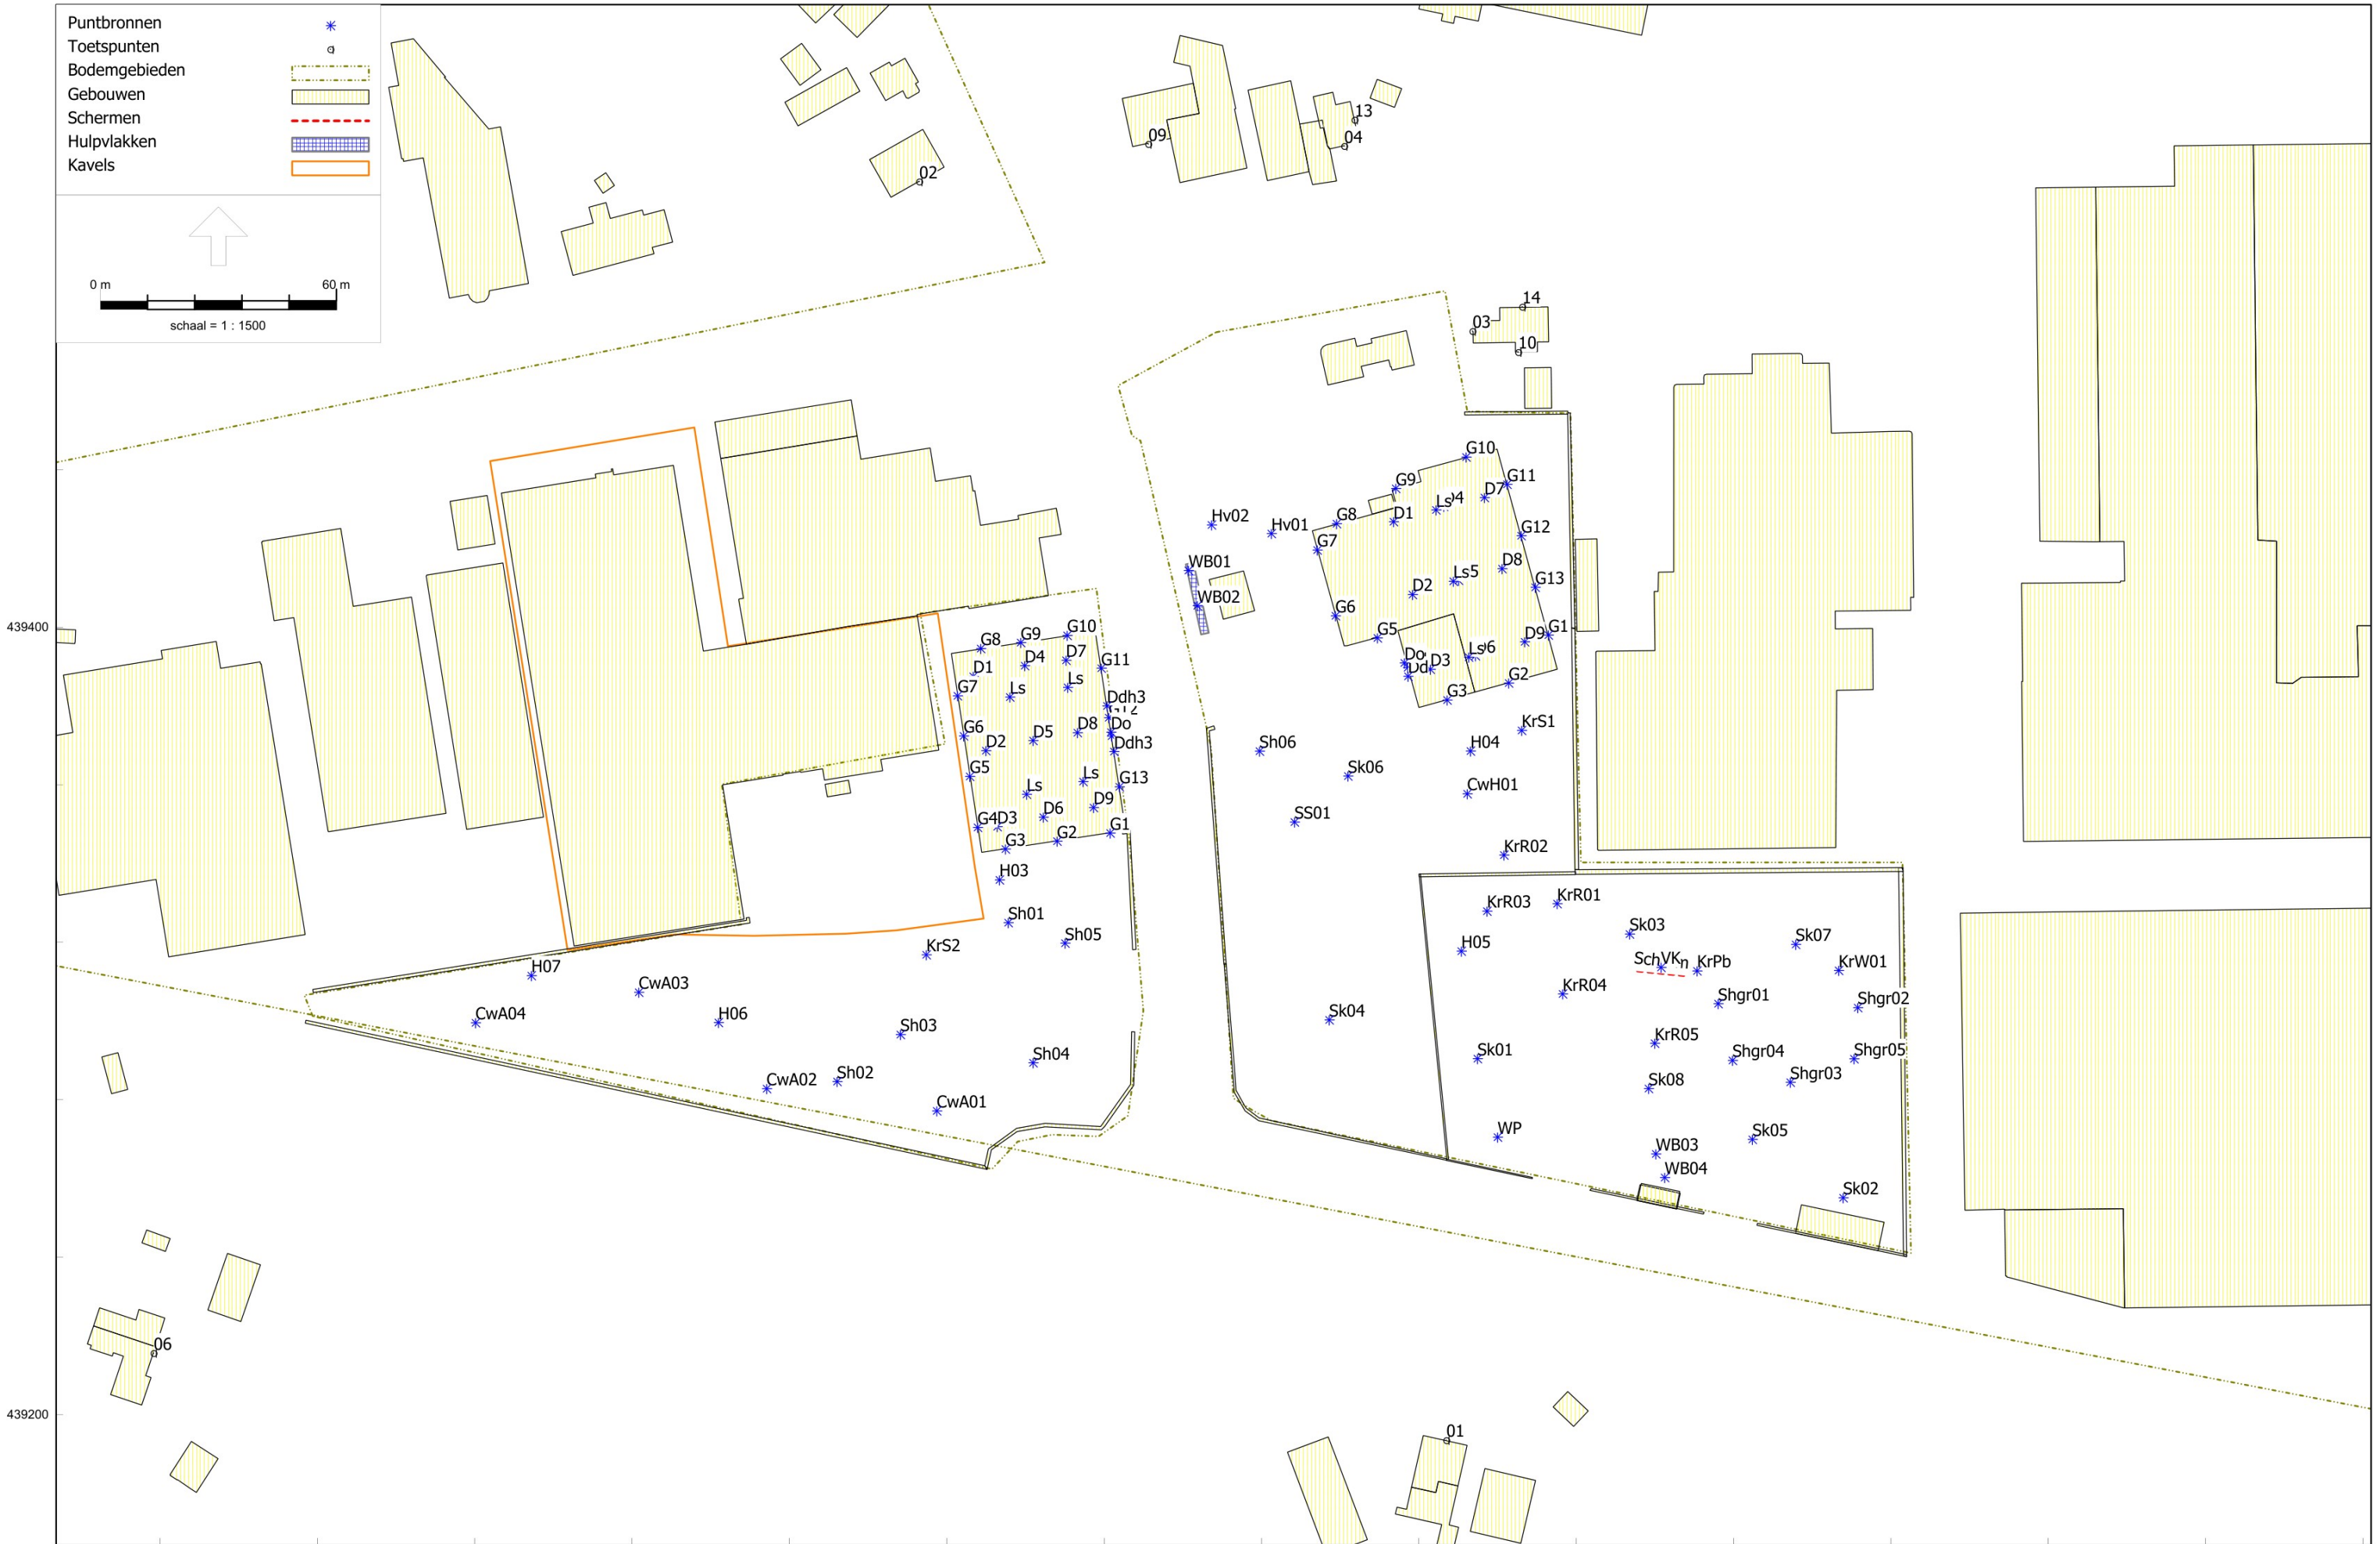 Puntbronnen
Toetspunten
Bodemgebieden
Gebouwen
Schermen
Hulpvlakken
Kavels
0 m 60 m
schaal = 1 : 1500
02
09
13
04
14
03
10
G10
G9
G11
Ls
D7
G8
D1
Hv02
Hv01
G12
G7
WB01
Ls5
D8
D2
G13
WB02
G6
439400
G5
G1
D9
Ls
Do
D3
G2
G3
G10
G9
G8
D7
D4
D1
G11
Ls
Ls
G7
Ddh3
Do
G6
D5
D8
D2
Ddh3
G5
Ls
G13
Ls
D9
D6
G4
D3
G1
G2
G3
H03
KrS1
Sh06
H04
Sk06
CwH01
SS01
KrR02
KrR03
KrR01
Sh01
Sh05
KrS2
H05
Sk03
Sk07
SchVKn
KrPb
KrW01
H07
CwA03
KrR04
Shgr01
Shgr02
CwA04
H06
Sh03
Sk04
KrR05
Sh04
Sk01
Shgr04
Shgr05
CwA02
Sh02
Sk08
Shgr03
CwA01
WP
Sk05
WB03
WB04
Sk02
06
439200
01